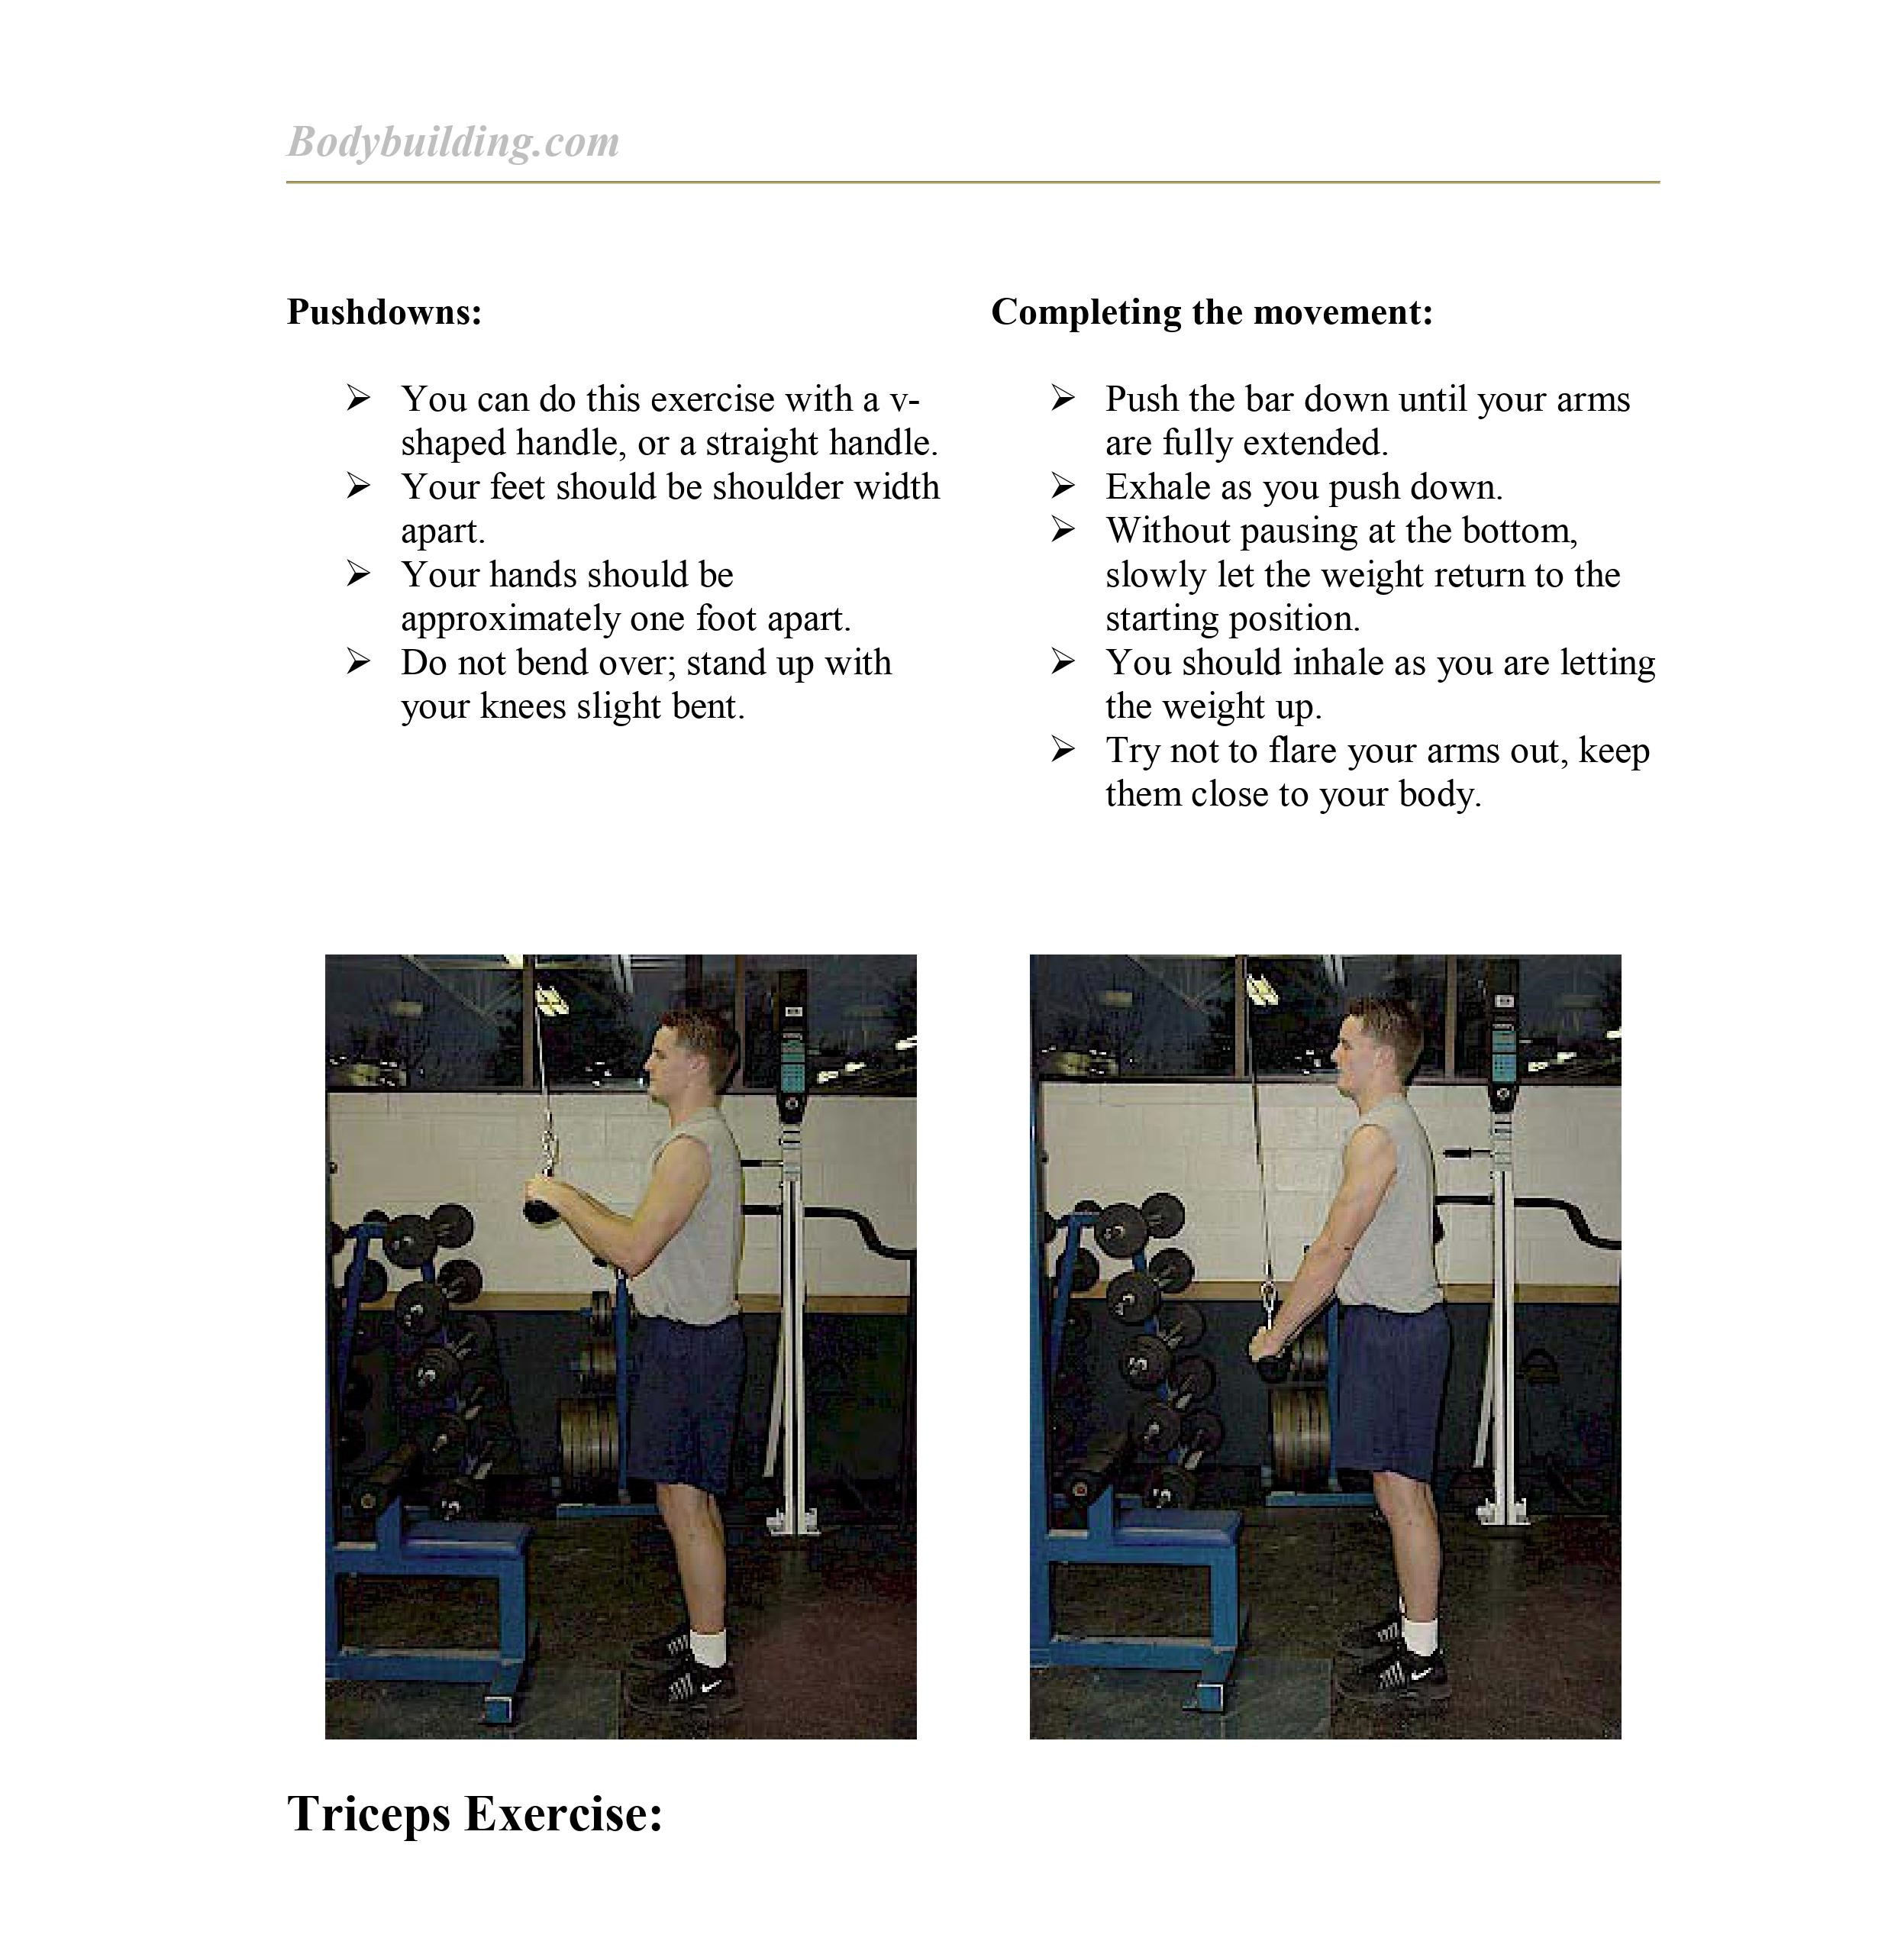 Bodybuilding.com
Pushdowns:
➢ You can do this exercise with a v-
shaped handle, or a straight handle.
➢ Your feet should be shoulder width
apart.
➢ Your hands should be
approximately one foot apart.
➢ Do not bend over; stand up with
your knees slight bent.
Completing the movement:
➢ Push the bar down until your arms
are fully extended.
➢ Exhale as you push down.
➢ Without pausing at the bottom,
slowly let the weight return to the
starting position.
➢ You should inhale as you are letting
the weight up.
➢ Try not to flare your arms out, keep
them close to your body.
Triceps Exercise: